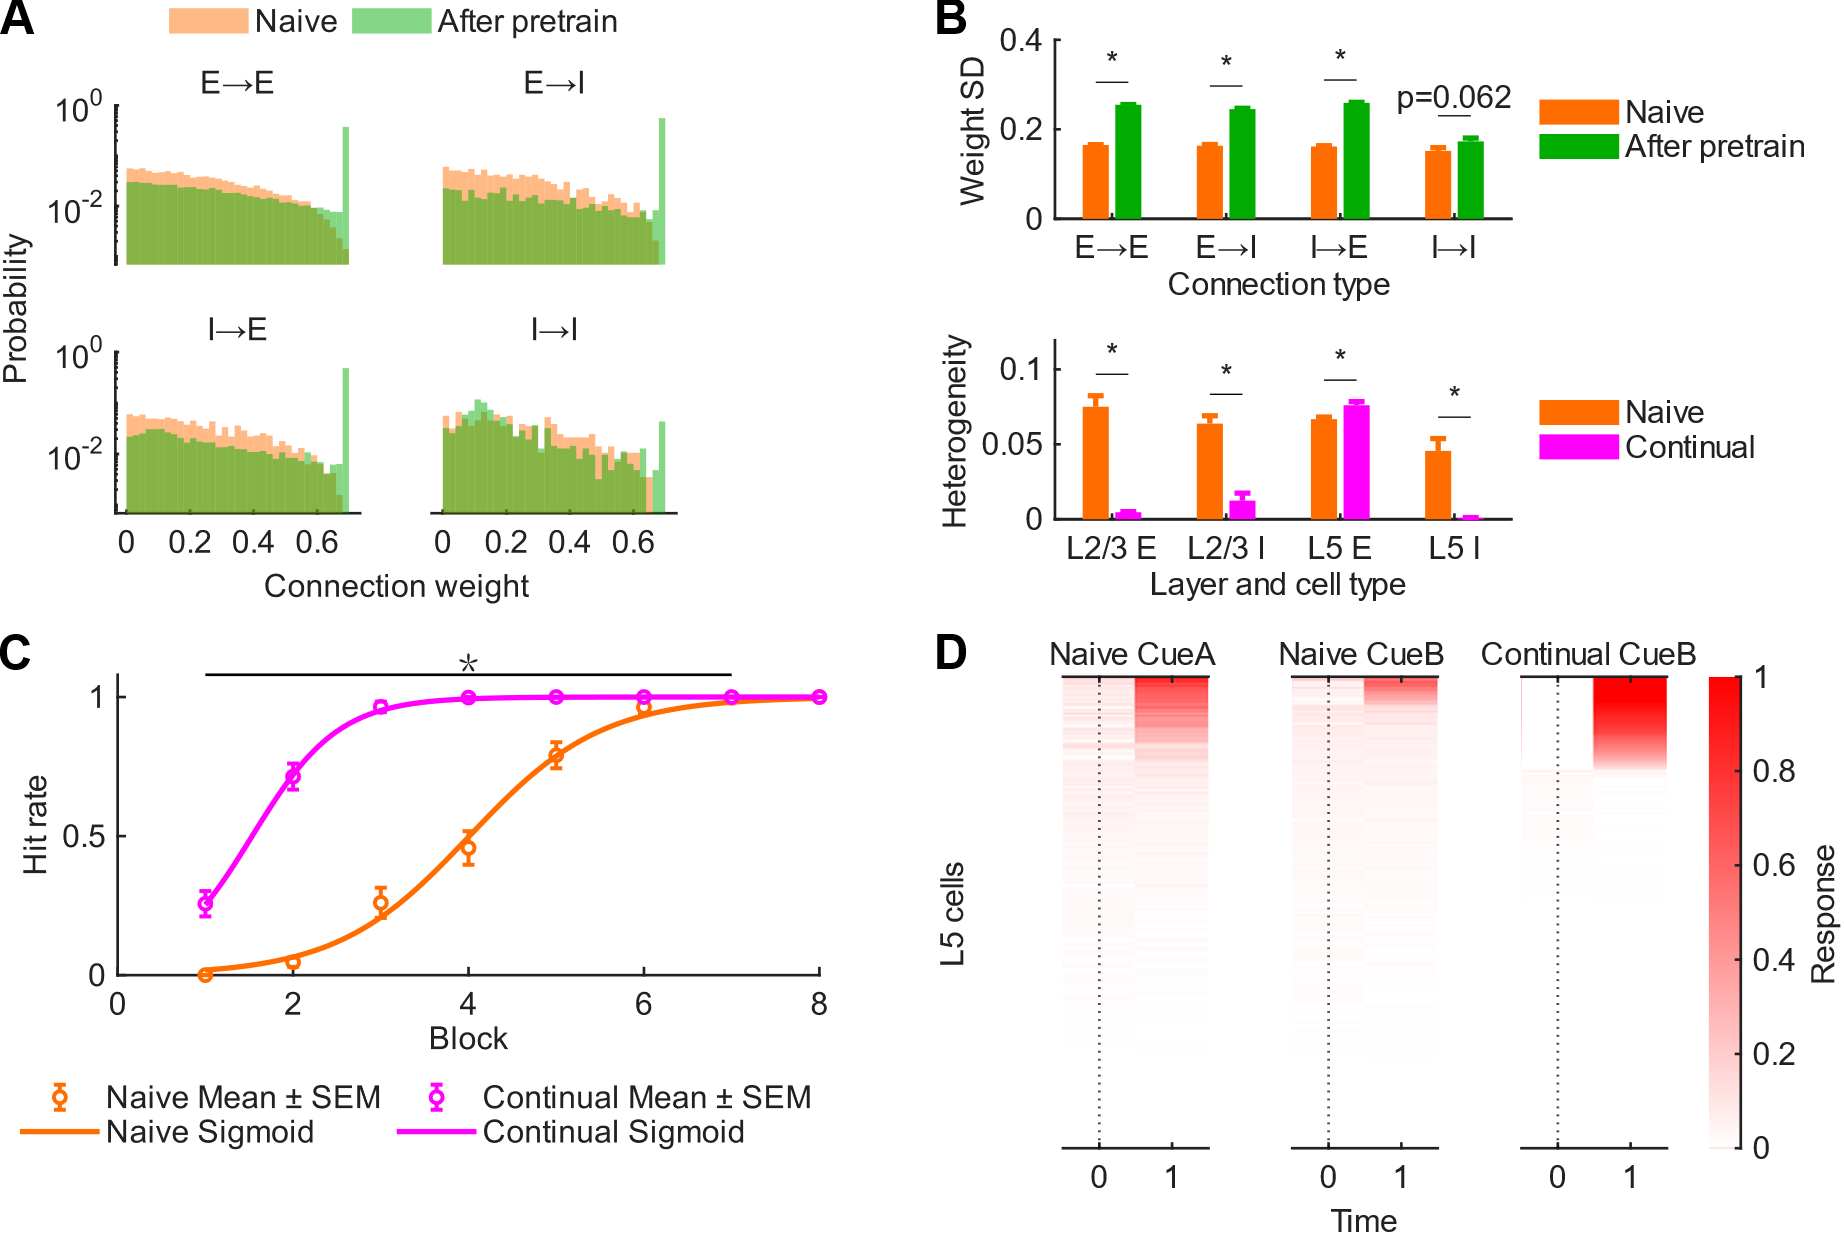 A
Naive
After pretrain
E→E
E→I
10^0
10^-2
I→E
I→I
10^0
10^-2
Probability
0
0.2
0.4
0.6
0
0.2
0.4
0.6
Connection weight
B
0.4
0.2
0
Weight SD
*
*
*
p=0.062
Naive
After pretrain
E→E
E→I
I→E
I→I
Connection type
0.1
0.05
0
Heterogeneity
*
*
*
*
Naive
Continual
L2/3 E
L2/3 I
L5 E
L5 I
Layer and cell type
C
*
1
0.5
0
Hit rate
0
2
4
6
8
Block
Naive Mean ± SEM
Continual Mean ± SEM
Naive Sigmoid
Continual Sigmoid
D
Naive CueA
Naive CueB
Continual CueB
L5 cells
0
1
0
1
0
1
Time
1
0.8
0.6
0.4
0.2
0
Response